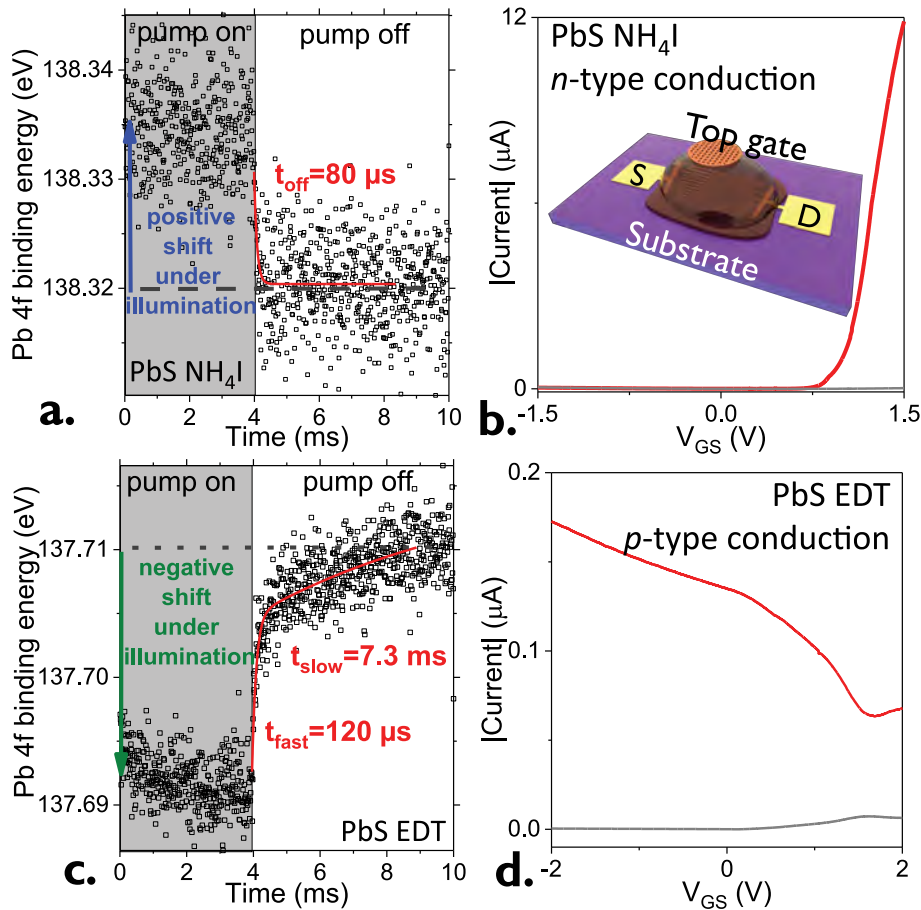 pump on
pump off
138.34
138.33
138.32
Pb 4f binding energy (eV)
t_off=80 µs
positive
shift
under
illumination
PbS NH₄I
0
2
4
6
8
10
Time (ms)
a.
PbS NH₄I
n-type conduction
12
0
|Current| (µA)
Top gate
S
D
Substrate
-1.5
0.0
1.5
V_GS (V)
b.
pump on
pump off
137.71
137.70
137.69
Pb 4f binding energy (eV)
negative
shift
under
illumination
t_slow=7.3 ms
t_fast=120 µs
PbS EDT
0
2
4
6
8
10
Time (ms)
c.
PbS EDT
p-type conduction
0.2
0.1
0.0
|Current| (µA)
-2
0
2
V_GS (V)
d.